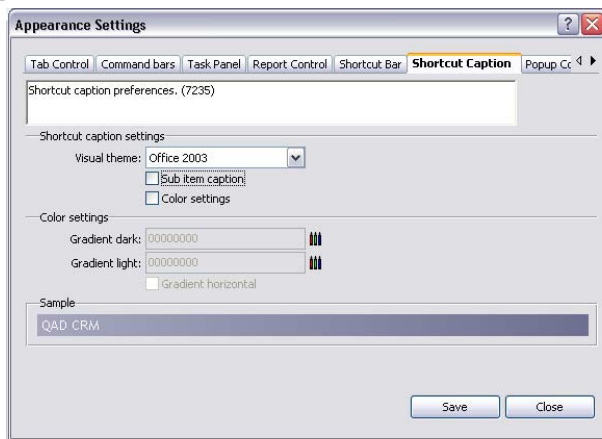 Appearance Settings
Tab Control Command bars Task Panel Report Control Shortcut Bar Shortcut Caption Popup Co
Shortcut caption preferences. (7235)
Shortcut caption settings
Visual theme: Office 2003
Sub item caption
Color settings
Color settings
Gradient dark: 00000000
Gradient light: 00000000
Gradient horizontal
Sample
QAD CRM
Save Close